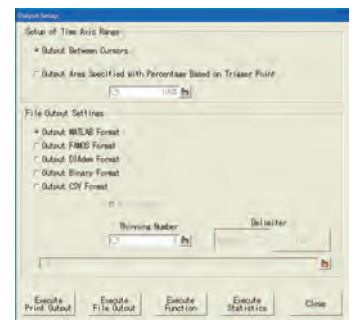 Output Setup
Setup of Time Axis Range
Output Between Cursors
Output Area Specified with Percentage Based on Trigger Point
File Output Settings
Output MATLAB Format
Output FAMOS Format
Output DIAdem Format
Output Binary Format
Output CSV Format
Thinning Number
Delimiter
1
Execute Print Output
Execute File Output
Execute Function
Execute Statistics
Close